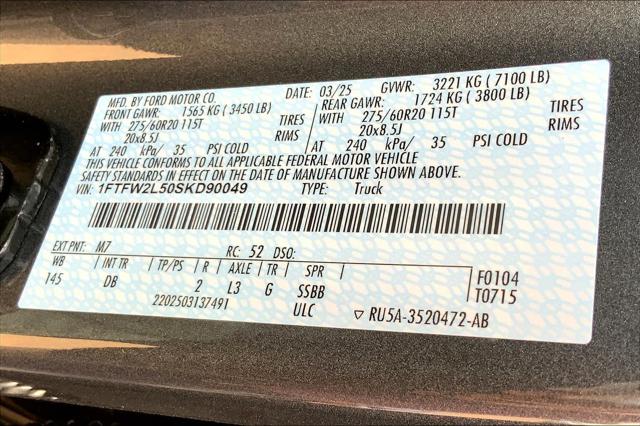 MFD. BY FORD MOTOR CO. DATE: 03/25 GVWR: 3221 KG ( 7100 LB)
FRONT GAWR: 1565 KG ( 3450 LB) REAR GAWR: 1724 KG ( 3800 LB)
WITH 275/60R20 115T TIRES WITH 275/60R20 115T TIRES
20x8.5J RIMS 20x8.5J RIMS
AT 240 kPa/ 35 PSI COLD AT 240 kPa/ 35 PSI COLD
THIS VEHICLE CONFORMS TO ALL APPLICABLE FEDERAL MOTOR VEHICLE
SAFETY STANDARDS IN EFFECT ON THE DATE OF MANUFACTURE SHOWN ABOVE.
VIN: 1FTFW2L50SKD90049 TYPE: Truck
EXT PNT: M7 RC: 52 DSO:
WB INT TR TP/PS R AXLE TR SPR F0104
145 DB 2 L3 G SSBB T0715
2202503137491 ULC ▽ RU5A-3520472-AB